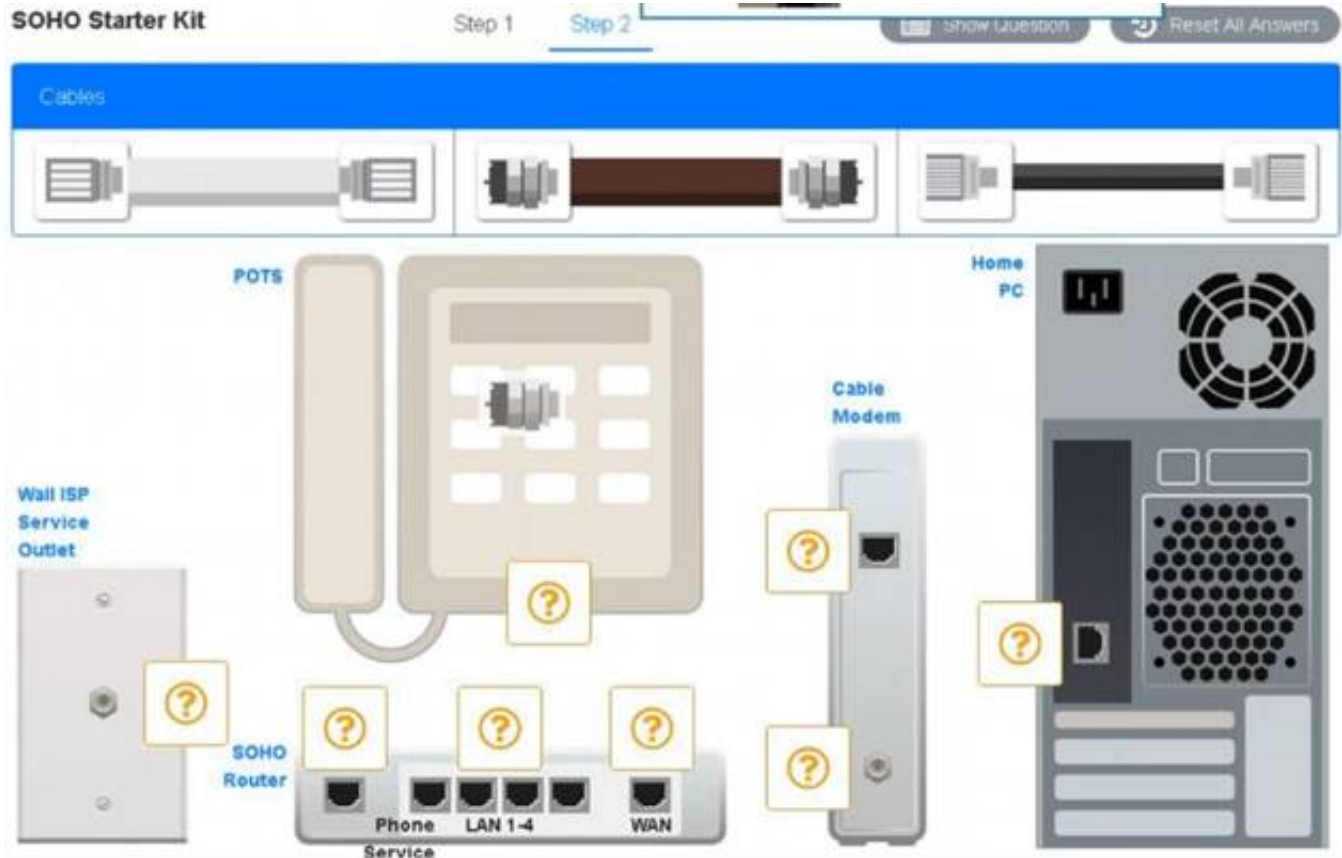 SOHO Starter Kit
Step 1
Step 2
Show Question
Reset All Answers
Cables
POTS
Home
PC
Cable
Modem
Wall ISP
Service
Outlet
SOHO
Router
Phone
Service
LAN 1-4
WAN
?
?
?
?
?
?
?
?